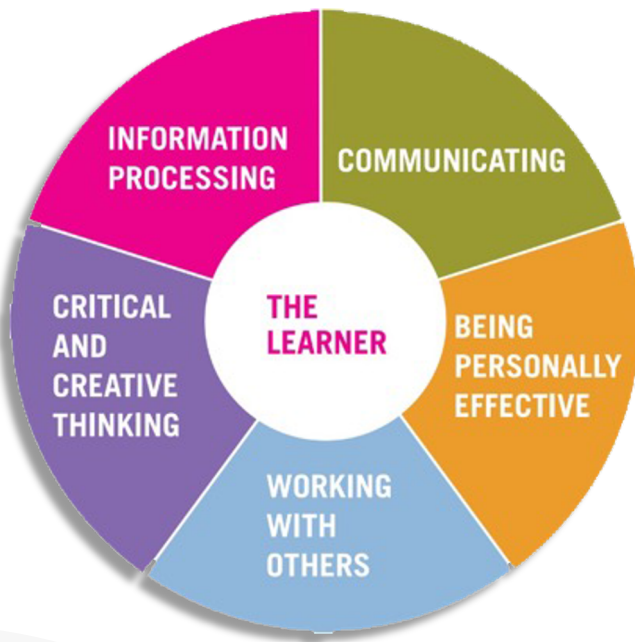 INFORMATION
PROCESSING
COMMUNICATING
CRITICAL
AND
CREATIVE
THINKING
THE
LEARNER
BEING
PERSONALLY
EFFECTIVE
WORKING
WITH
OTHERS